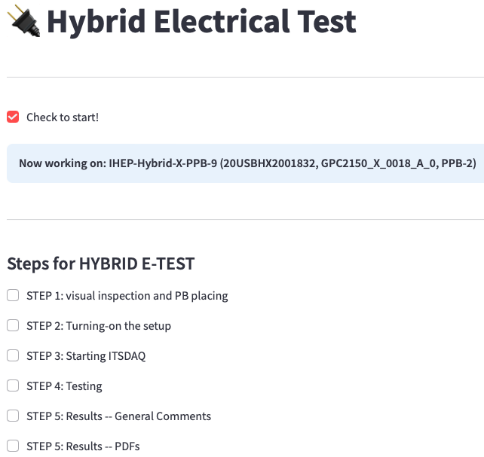 Hybrid Electrical Test
Check to start!
Now working on: IHEP-Hybrid-X-PPB-9 (20USBHX2001832, GPC2150_X_0018_A_0, PPB-2)
Steps for HYBRID E-TEST
STEP 1: visual inspection and PB placing
STEP 2: Turning-on the setup
STEP 3: Starting ITSDAQ
STEP 4: Testing
STEP 5: Results -- General Comments
STEP 5: Results -- PDFs